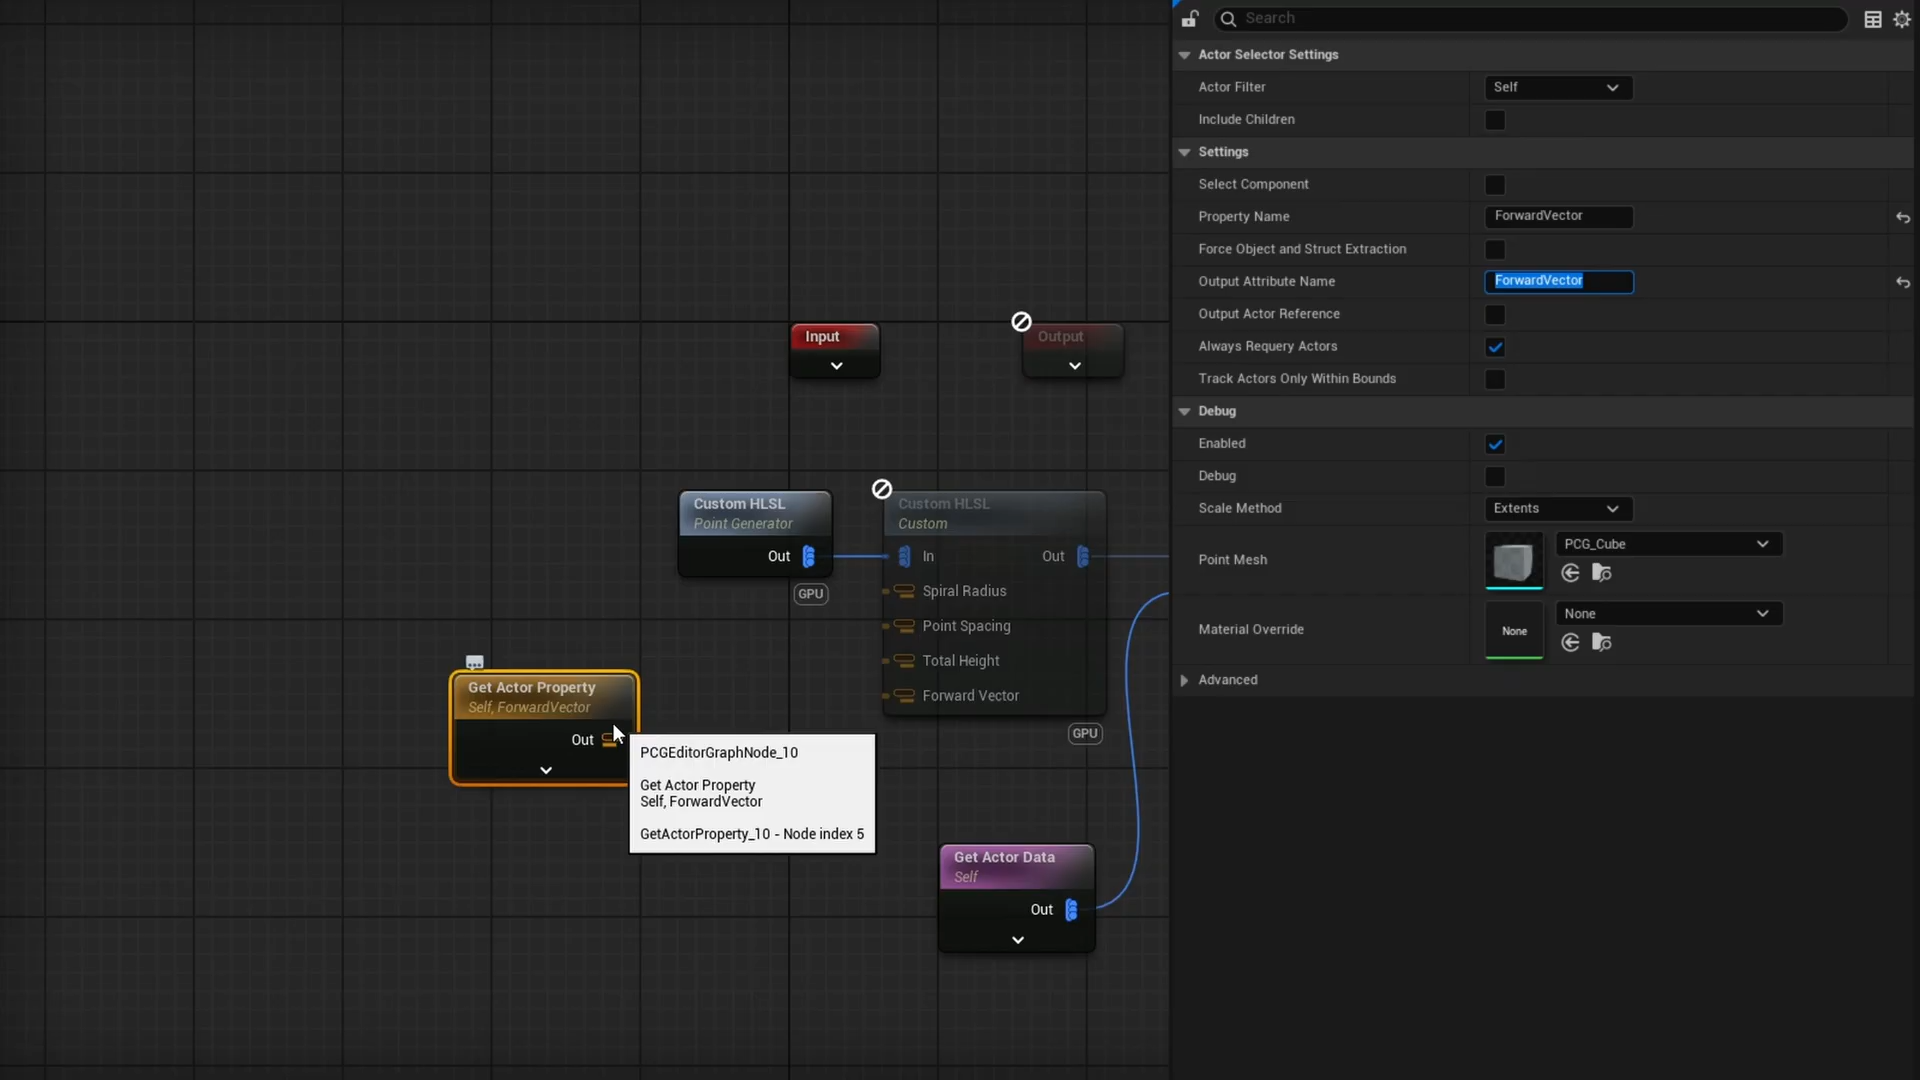 Input
Output
Custom HLSL
Point Generator
Out
GPU
Custom HLSL
Custom
In
Out
Spiral Radius
Point Spacing
Total Height
Forward Vector
GPU
Get Actor Property
Self, ForwardVector
Out
PCGEditorGraphNode_10
Get Actor Property
Self, ForwardVector
GetActorProperty_10 - Node index 5
Get Actor Data
Self
Out
Search
Actor Selector Settings
Actor Filter
Self
Include Children
Settings
Select Component
Property Name
ForwardVector
Force Object and Struct Extraction
Output Attribute Name
ForwardVector
Output Actor Reference
Always Requery Actors
Track Actors Only Within Bounds
Debug
Enabled
Debug
Scale Method
Extents
Point Mesh
PCG_Cube
Material Override
None
None
Advanced